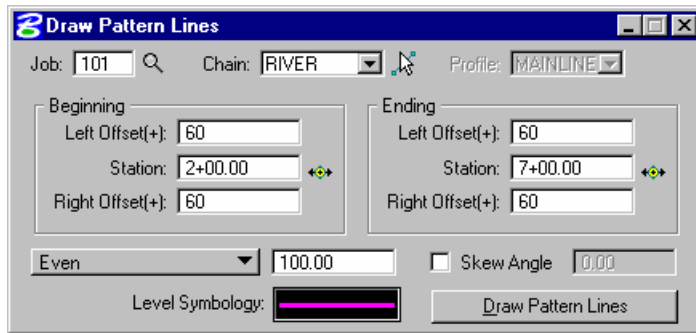 Draw Pattern Lines
Job: 101 Chain: RIVER Profile: MAINLINE
Beginning
Left Offset(+): 60
Station: 2+00.00
Right Offset(+): 60
Ending
Left Offset(+): 60
Station: 7+00.00
Right Offset(+): 60
Even 100.00 Skew Angle 0.00
Level Symbology: Draw Pattern Lines